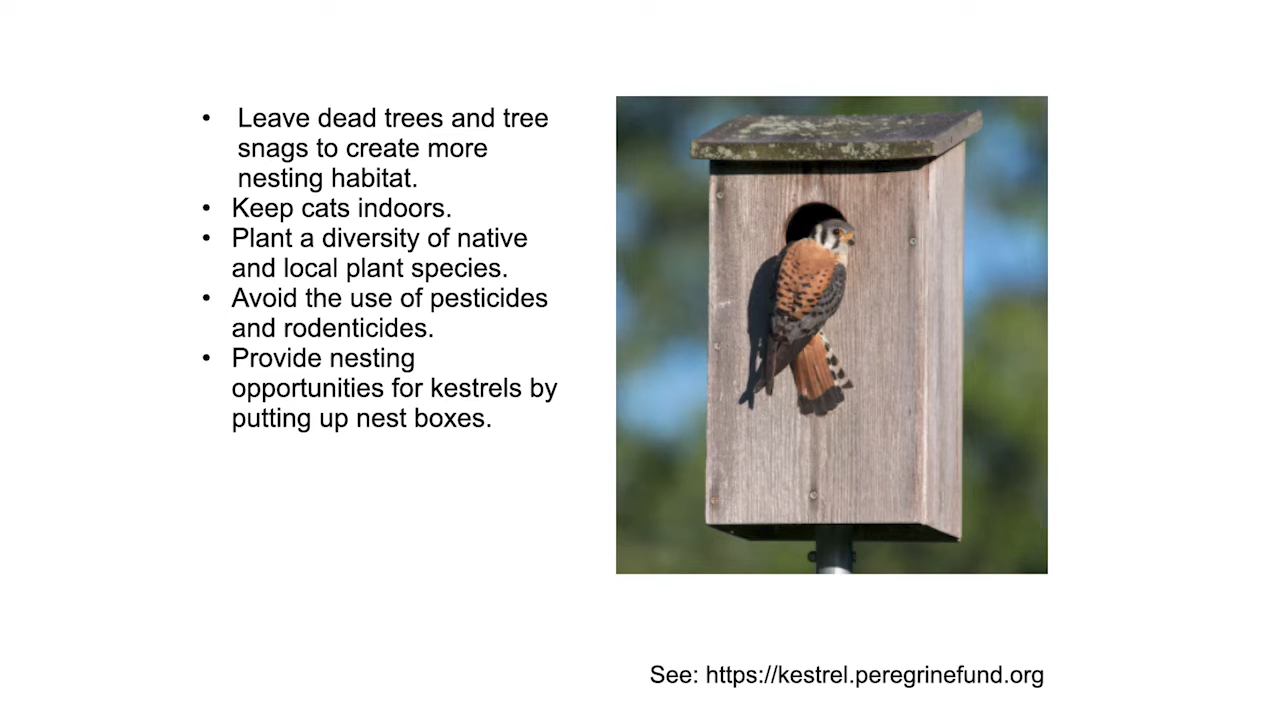 • Leave dead trees and tree
snags to create more
nesting habitat.
• Keep cats indoors.
• Plant a diversity of native
and local plant species.
• Avoid the use of pesticides
and rodenticides.
• Provide nesting
opportunities for kestrels by
putting up nest boxes.
See: https://kestrel.peregrinefund.org